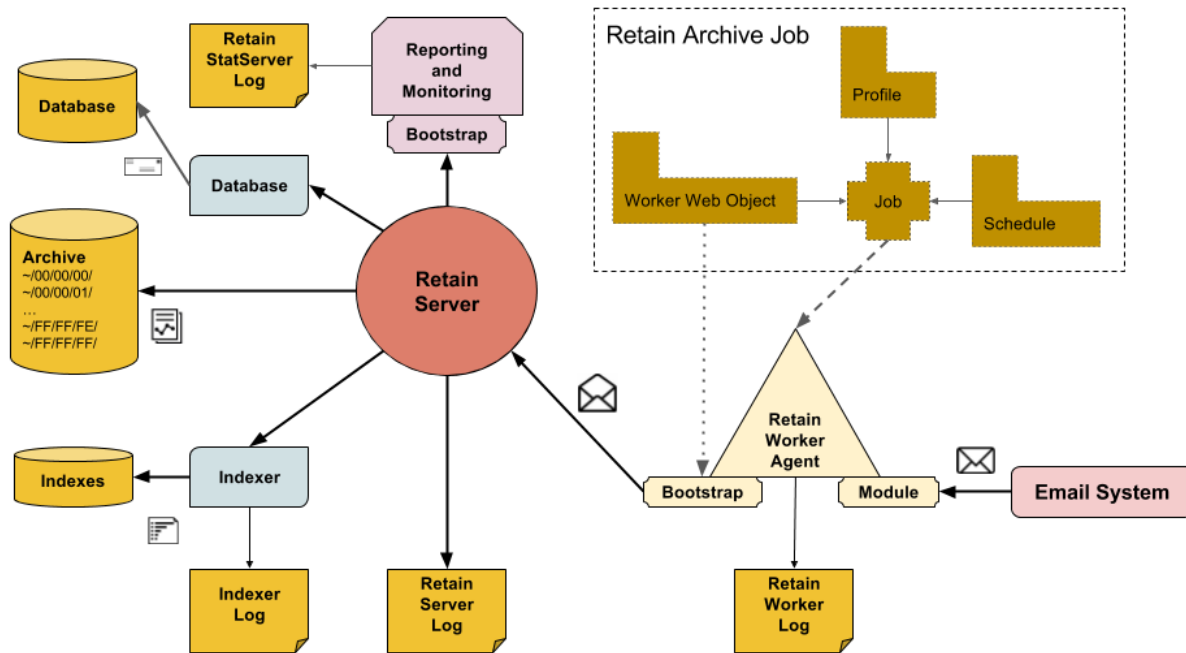 Retain
StatServer
Log
Reporting
and
Monitoring
Bootstrap
Retain Archive Job
Profile
Worker Web Object
Job
Schedule
Database
Database
Archive
~/00/00/00/
~/00/00/01/
...
~/FF/FF/FE/
~/FF/FF/FF/
Retain
Server
Retain
Worker
Agent
Bootstrap
Module
Email System
Indexes
Indexer
Indexer
Log
Retain
Server
Log
Retain
Worker
Log